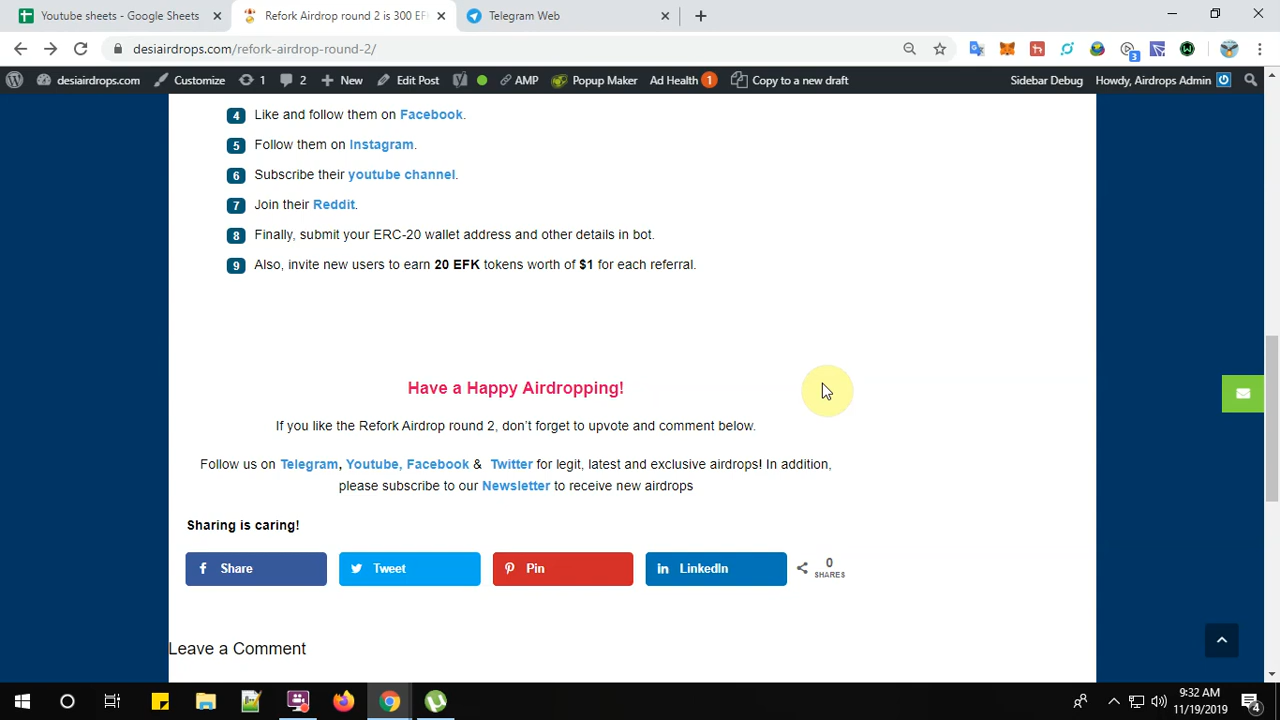 Youtube sheets - Google Sheets
Refork Airdrop round 2 is 300 EF
Telegram Web
desiairdrops.com/refork-airdrop-round-2/
3
desiairdrops.com Customize 1 2 New Edit Post AMP Popup Maker Ad Health 1 Copy to a new draft Sidebar Debug Howdy, Airdrops Admin
4 Like and follow them on Facebook.
5 Follow them on Instagram.
6 Subscribe their youtube channel.
7 Join their Reddit.
8 Finally, submit your ERC-20 wallet address and other details in bot.
9 Also, invite new users to earn 20 EFK tokens worth of $1 for each referral.
Have a Happy Airdropping!
If you like the Refork Airdrop round 2, don’t forget to upvote and comment below.
Follow us on Telegram, Youtube, Facebook & Twitter for legit, latest and exclusive airdrops! In addition,
please subscribe to our Newsletter to receive new airdrops
Sharing is caring!
Share
Tweet
Pin
LinkedIn
0
SHARES
Leave a Comment
9:32 AM
11/19/2019
4